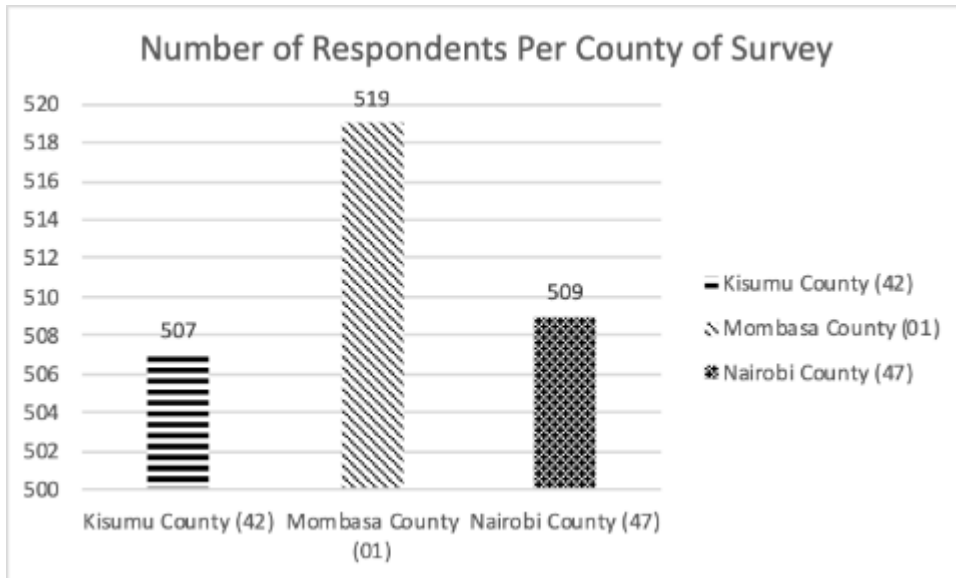 Number of Respondents Per County of Survey
520
518
516
514
512
510
508
506
504
502
500
507
519
509
Kisumu County (42)
Mombasa County
(01)
Nairobi County (47)
Kisumu County (42)
Mombasa County (01)
Nairobi County (47)